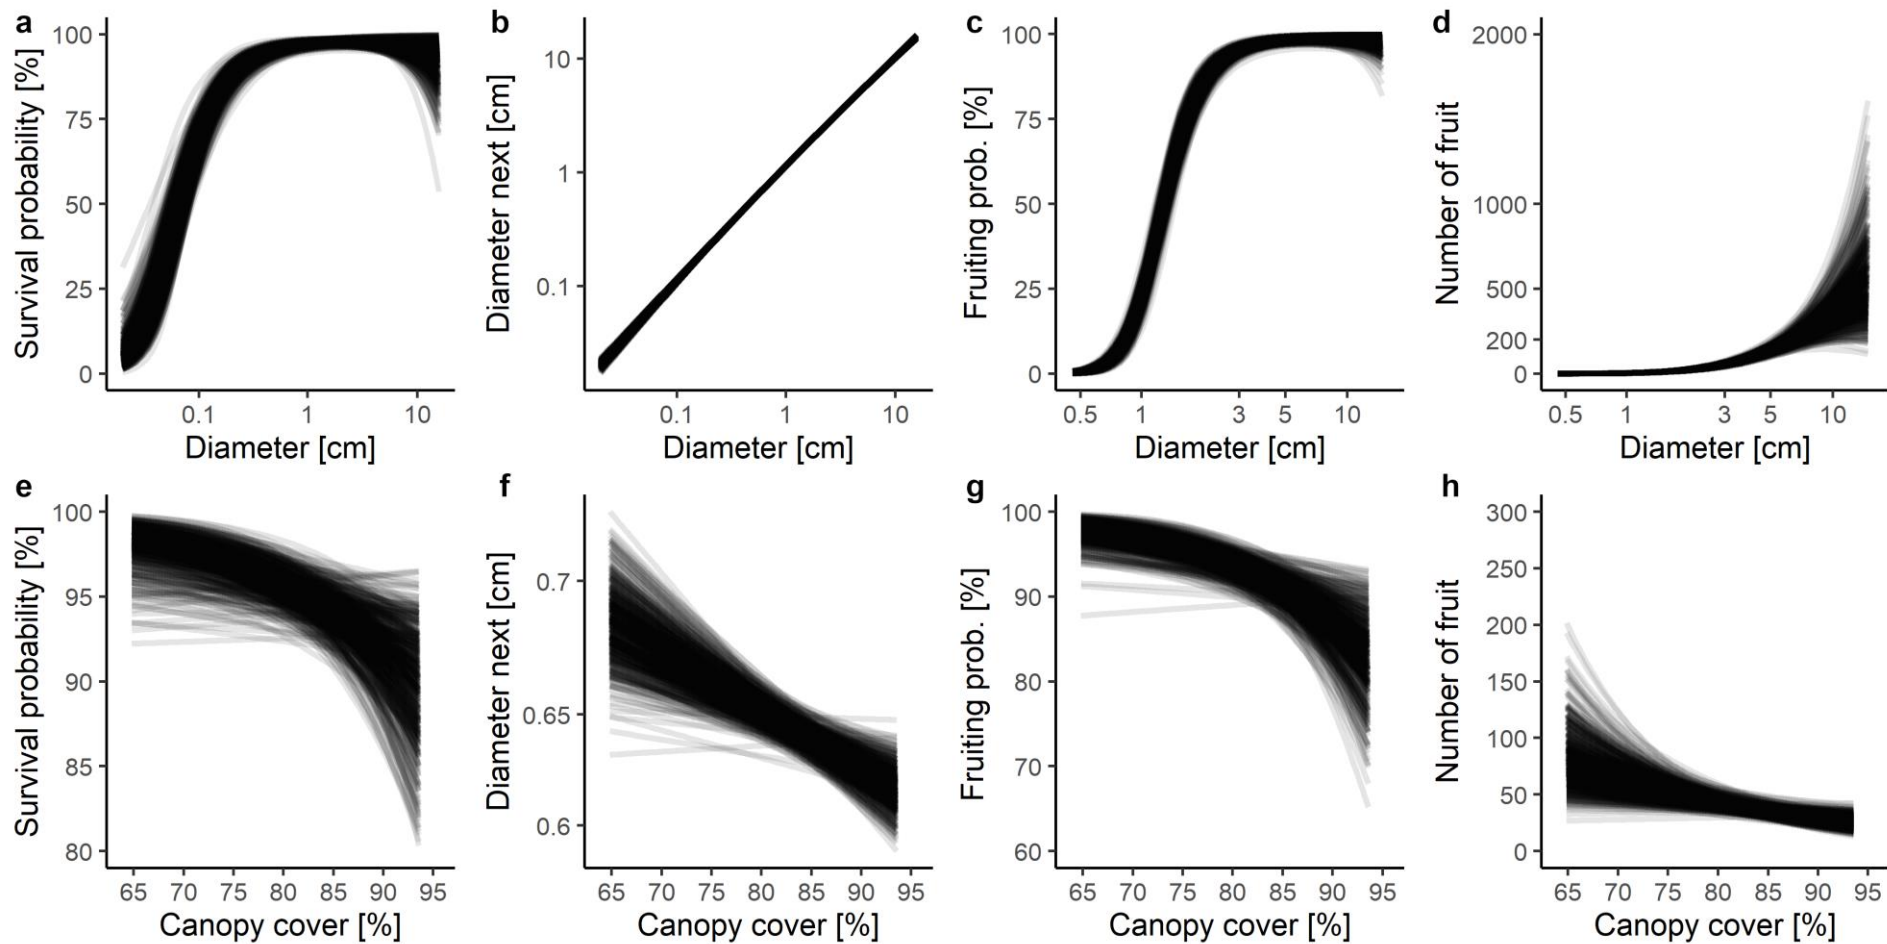 a
Survival probability [%]
100
75
50
25
0
0.1 1 10
Diameter [cm]
b
Diameter next [cm]
10
1
0.1
0.1 1 10
Diameter [cm]
c
Fruiting prob. [%]
100
75
50
25
0
0.5 1 3 5 10
Diameter [cm]
d
Number of fruit
2000
1000
500
200
0
0.5 1 3 5 10
Diameter [cm]
e
Survival probability [%]
100
95
90
85
80
65 70 75 80 85 90 95
Canopy cover [%]
f
Diameter next [cm]
0.7
0.65
0.6
65 70 75 80 85 90 95
Canopy cover [%]
g
Fruiting prob. [%]
100
90
80
70
60
65 70 75 80 85 90 95
Canopy cover [%]
h
Number of fruit
300
250
200
150
100
50
0
65 70 75 80 85 90 95
Canopy cover [%]